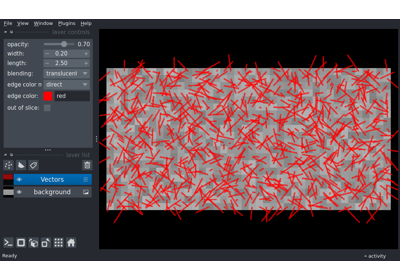 File View Window Plugins Help
layer controls
opacity: 0.70
width: 0.20
length: 2.50
blending: translucent
edge color m direct
edge color: red
out of slice:
layer list
Vectors
background
Ready
activity